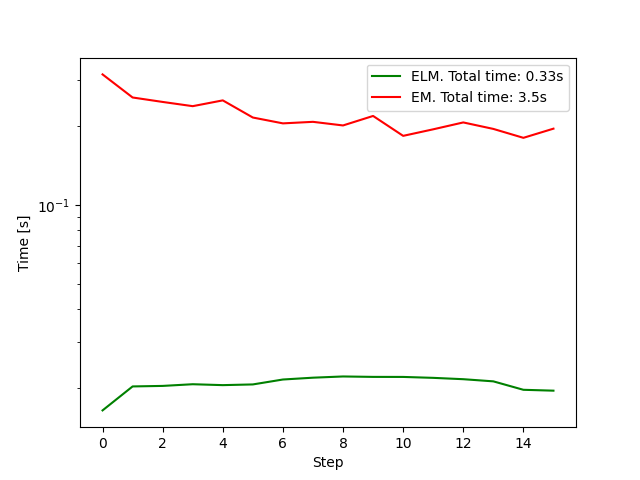 ELM. Total time: 0.33s
EM. Total time: 3.5s
Time [s]
10⁻¹
0 2 4 6 8 10 12 14
Step